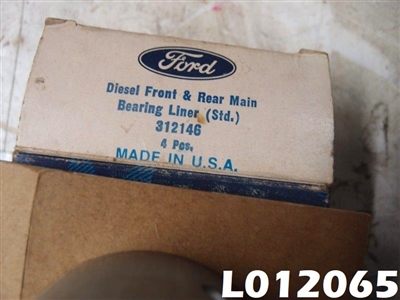 Ford
Diesel Front & Rear Main
Bearing Liner (Std.)
312146
4 Pcs.
MADE IN U.S.A.
L012065